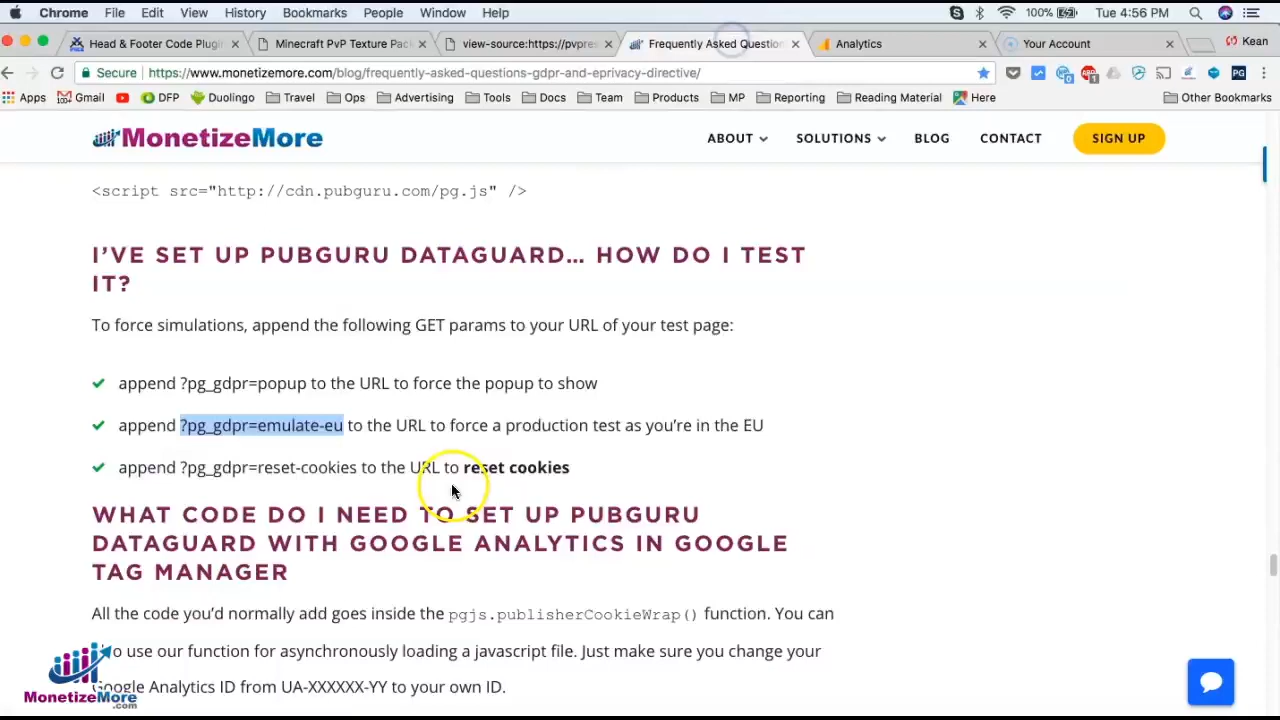 Chrome File Edit View History Bookmarks People Window Help 100% Tue 4:56 PM
Head & Footer Code Plugi Minecraft PvP Texture Pac view-source:https://pvpres Frequently Asked Question Analytics Your Account Kean
Secure https://www.monetizemore.com/blog/frequently-asked-questions-gdpr-and-eprivacy-directive/
Apps Gmail DFP Duolingo Travel Ops Advertising Tools Docs Team Products MP Reporting Reading Material Here Other Bookmarks
MonetizeMore ABOUT SOLUTIONS BLOG CONTACT SIGN UP
<script src="http://cdn.pubguru.com/pg.js" />
I'VE SET UP PUBGURU DATAGUARD... HOW DO I TEST
IT?
To force simulations, append the following GET params to your URL of your test page:
append ?pg_gdpr=popup to the URL to force the popup to show
append ?pg_gdpr=emulate-eu to the URL to force a production test as you're in the EU
append ?pg_gdpr=reset-cookies to the URL to reset cookies
WHAT CODE DO I NEED TO SET UP PUBGURU
DATAGUARD WITH GOOGLE ANALYTICS IN GOOGLE
TAG MANAGER
All the code you'd normally add goes inside the pgjs.publisherCookieWrap() function. You can
use our function for asynchronously loading a javascript file. Just make sure you change your
Google Analytics ID from UA-XXXXXX-YY to your own ID.
MonetizeMore
.com